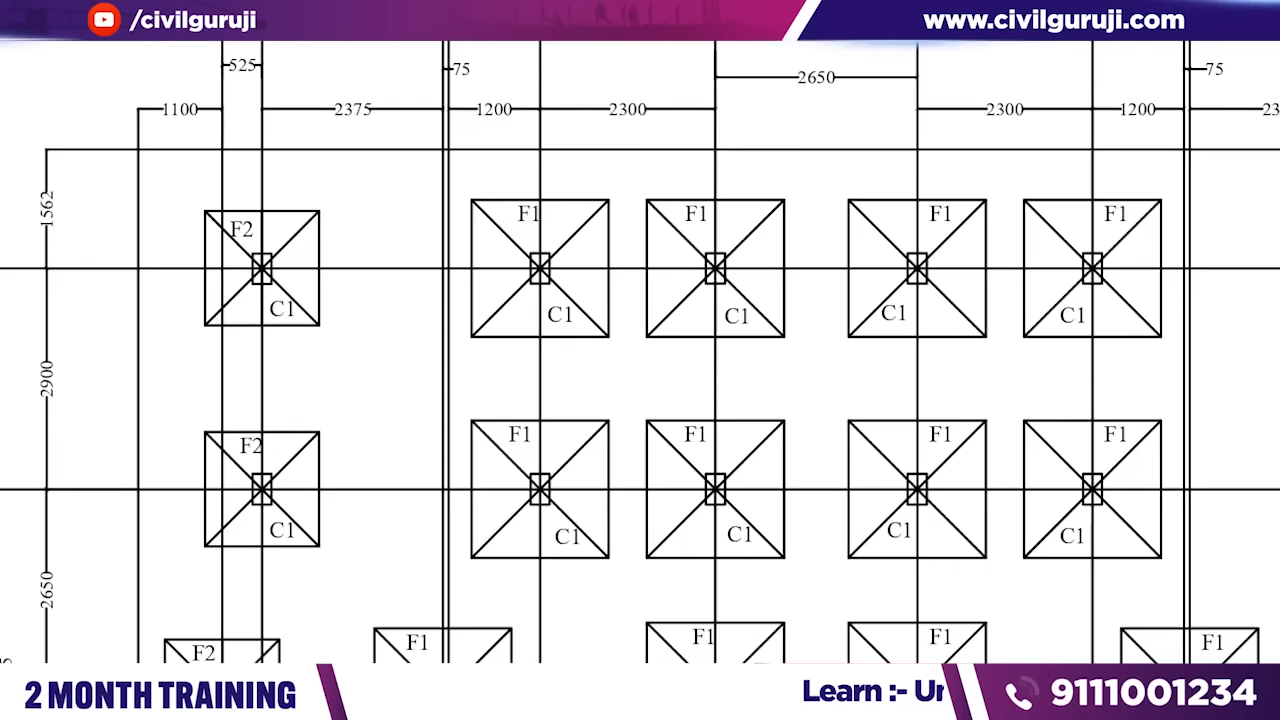 /civilguruji
www.civilguruji.com
525
75
2650
75
1100
2375
1200
2300
2300
1200
23
1562
F2
F1
F1
F1
F1
C1
C1
C1
C1
C1
2900
F2
F1
F1
F1
F1
C1
C1
C1
C1
C1
2650
F2
F1
F1
F1
F1
2 MONTH TRAINING
Learn :- Ur
9111001234